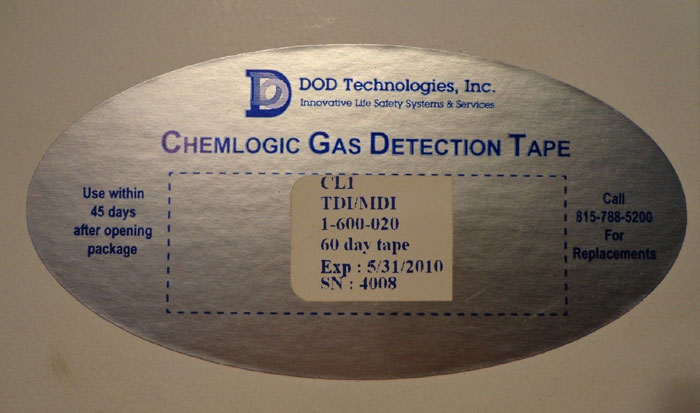 DOD Technologies, Inc.
Innovative Life Safety Systems & Services
CHEMLOGIC GAS DETECTION TAPE
Use within
45 days
after opening
package
CL1
TDI/MDI
1-600-020
60 day tape
Exp : 5/31/2010
SN : 4008
Call
815-788-5200
For
Replacements